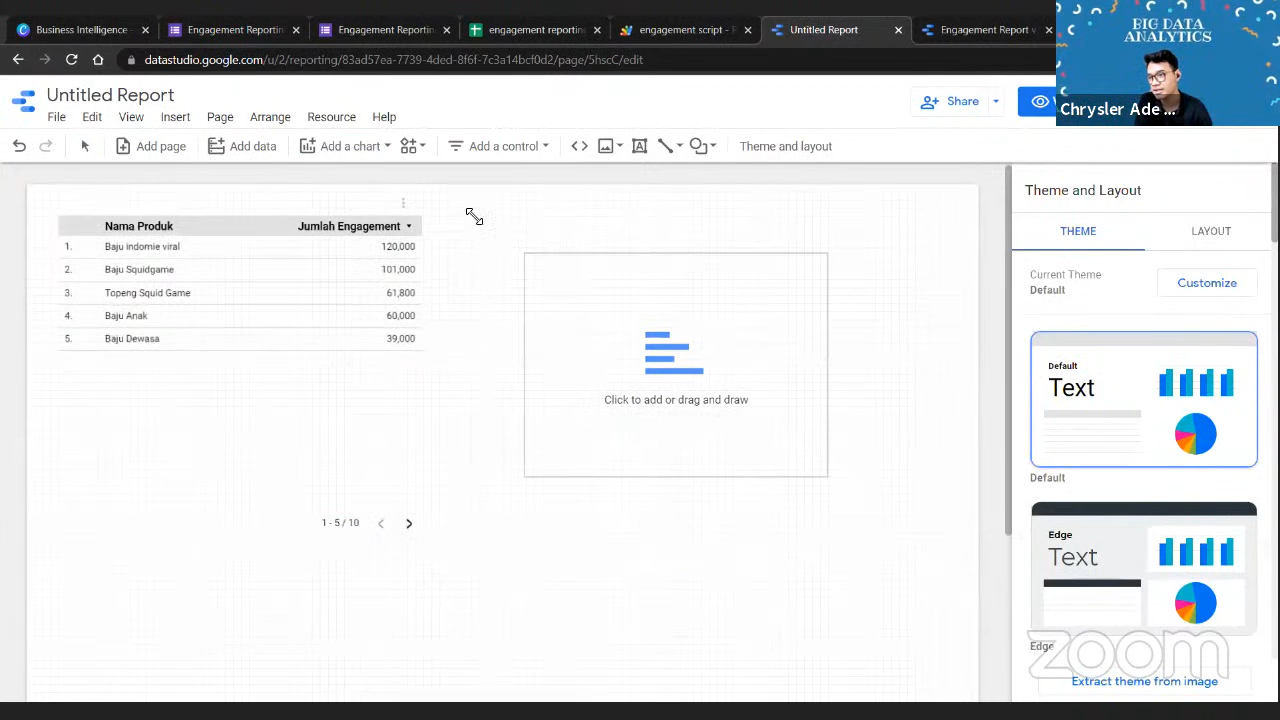 Business Intelligence -
Engagement Reportin
Engagement Reportin
engagement reporting
engagement script -
Untitled Report
Engagement Report
datastudio.google.com/u/2/reporting/83ad57ea-7739-4ded-8f6f-7c3a14bcf0d2/page/5hscC/edit
BIG DATA
ANALYTICS
Chrysler Ade ...
Untitled Report
File Edit View Insert Page Arrange Resource Help
Share
Add page
Add data
Add a chart
Add a control
Theme and layout
Nama Produk Jumlah Engagement
1. Baju indomie viral 120,000
2. Baju Squidgame 101,000
3. Topeng Squid Game 61,800
4. Baju Anak 60,000
5. Baju Dewasa 39,000
1 - 5 / 10
Click to add or drag and draw
Theme and Layout
THEME LAYOUT
Current Theme
Default
Customize
Default
Text
Default
Edge
Text
Edge
zoom
Extract theme from image